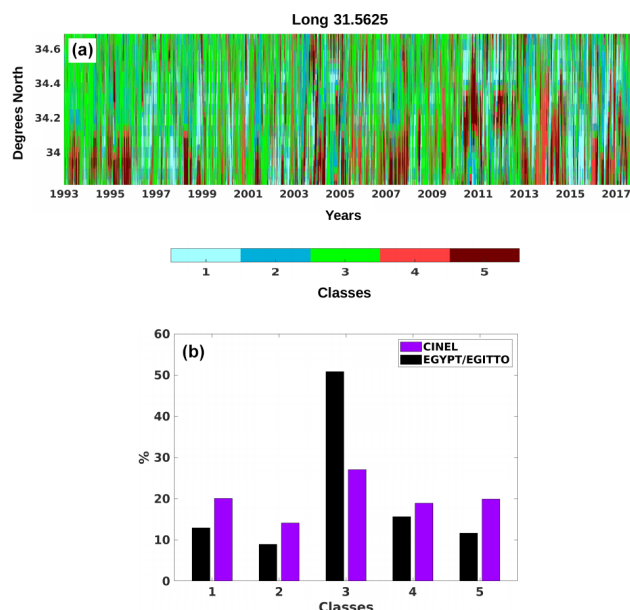 Long 31.5625
(a)
34.6
34.4
34.2
34
Degrees North
1993 1995 1997 1999 2001 2003 2005 2007 2009 2011 2013 2015 2017
Years
1 2 3 4 5
Classes
(b)
CINEL
EGYPT/EGITTO
60
50
40
30
20
10
0
%
1 2 3 4 5
Classes